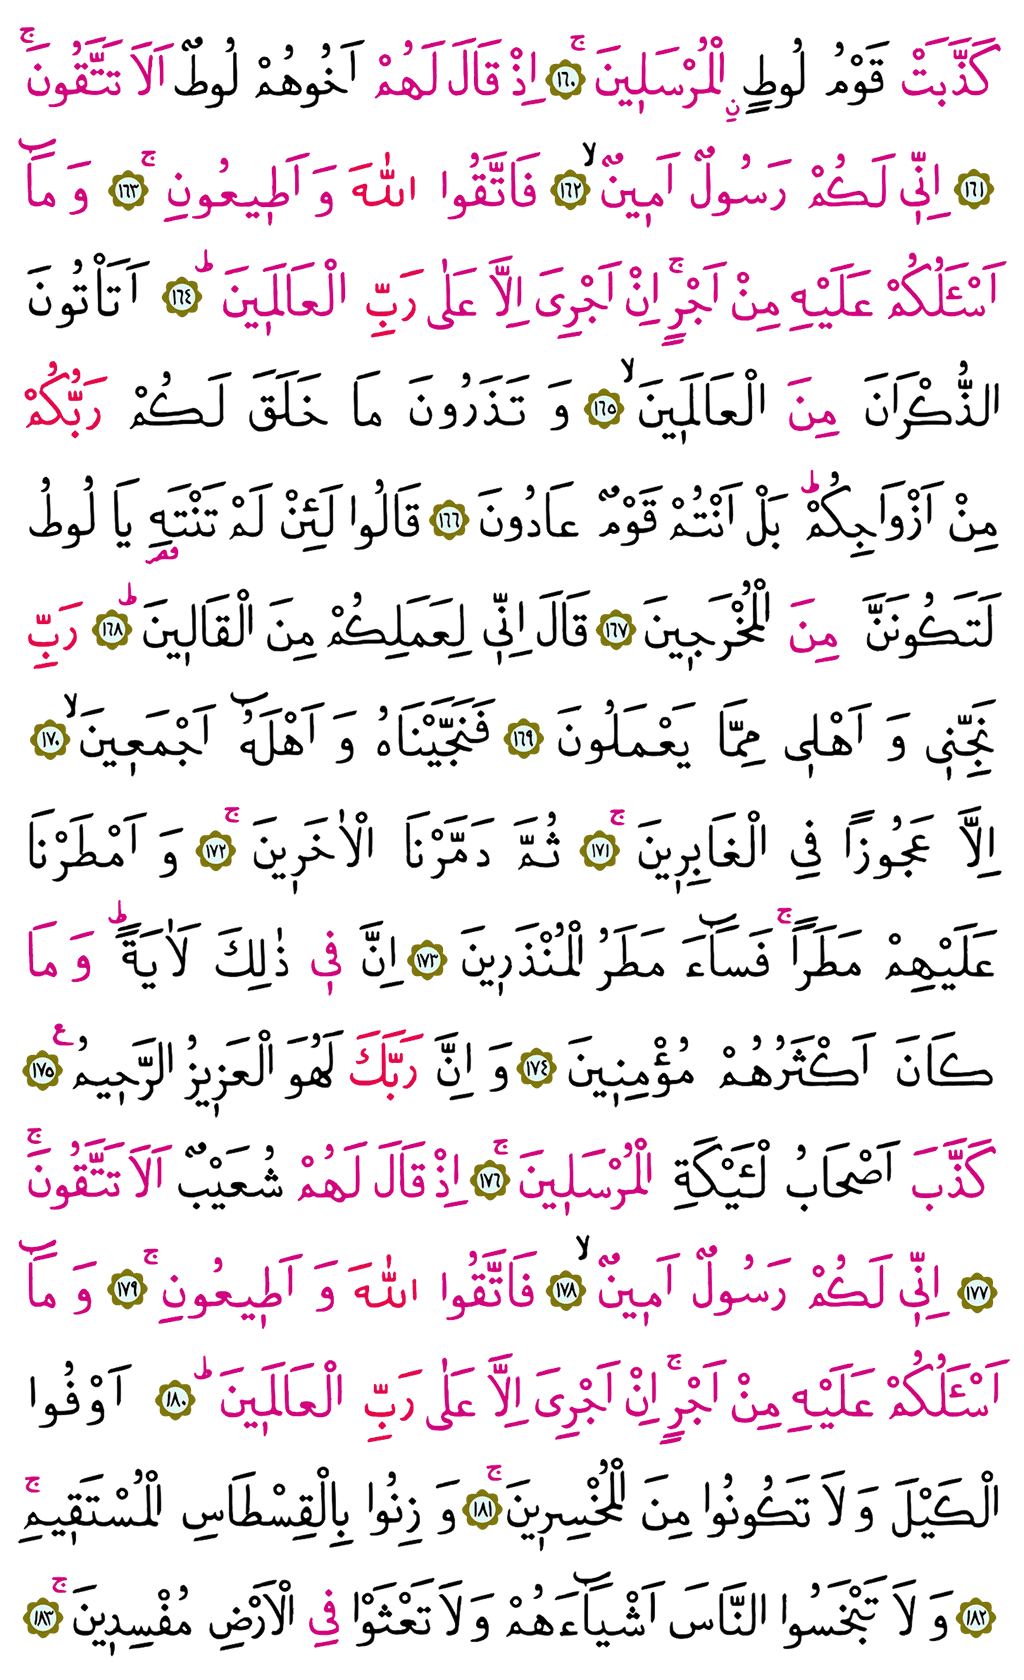 كَذَّبَتْ قَوْمُ لُوطٍ ۨالْمُرْسَلٖينَۚ ﴿١٦٠﴾ اِذْ قَالَ لَهُمْ اَخُوهُمْ لُوطٌ اَلَا تَتَّقُونَۚ
﴿١٦١﴾ اِنّٖي لَكُمْ رَسُولٌ اَمٖينٌۙ ﴿١٦٢﴾ فَاتَّقُوا اللّٰهَ وَ اَطٖيعُونِۚ ﴿١٦٣﴾ وَ مَٓا
اَسْـَٔلُكُمْ عَلَيْهِ مِنْ اَجْرٍۚ اِنْ اَجْرِىَ اِلَّا عَلٰى رَبِّ الْعَالَمٖينَۜ ﴿١٦٤﴾ اَتَاْتُونَ
الذُّكْرَانَ مِنَ الْعَالَمٖينَۙ ﴿١٦٥﴾ وَ تَذَرُونَ مَا خَلَقَ لَكُمْ رَبُّكُمْ
مِنْ اَزْوَاجِكُمْۜ بَلْ اَنْتُمْ قَوْمٌ عَادُونَ ﴿١٦٦﴾ قَالُوا لَئِنْ لَمْ تَنْتَهِ يَا لُوطُ
لَتَكُونَنَّ مِنَ الْمُخْرَجٖينَ ﴿١٦٧﴾ قَالَ اِنّٖي لِعَمَلِكُمْ مِنَ الْقَالٖينَۜ ﴿١٦٨﴾ رَبِّ
نَجِّنٖي وَ اَهْلٖي مِمَّا يَعْمَلُونَ ﴿١٦٩﴾ فَنَجَّيْنَاهُ وَ اَهْلَهُٓ اَجْمَعٖينَۙ ﴿١٧٠﴾
اِلَّا عَجُوزًا فِي الْغَابِرٖينَۚ ﴿١٧١﴾ ثُمَّ دَمَّرْنَا الْاٰخَرٖينَۚ ﴿١٧٢﴾ وَ اَمْطَرْنَا
عَلَيْهِمْ مَطَرًاۚ فَسَٓاءَ مَطَرُ الْمُنْذَرٖينَ ﴿١٧٣﴾ اِنَّ فٖي ذٰلِكَ لَاٰيَةًۜ وَ مَا
كَانَ اَكْثَرُهُمْ مُؤْمِنٖينَ ﴿١٧٤﴾ وَ اِنَّ رَبَّكَ لَهُوَ الْعَزٖيزُ الرَّحٖيمُࣖ ﴿١٧٥﴾
كَذَّبَ اَصْحَابُ لْـَٔيْكَةِ الْمُرْسَلٖينَۚ ﴿١٧٦﴾ اِذْ قَالَ لَهُمْ شُعَيْبٌ اَلَا تَتَّقُونَۚ
﴿١٧٧﴾ اِنّٖي لَكُمْ رَسُولٌ اَمٖينٌۙ ﴿١٧٨﴾ فَاتَّقُوا اللّٰهَ وَ اَطٖيعُونِۚ ﴿١٧٩﴾ وَ مَٓا
اَسْـَٔلُكُمْ عَلَيْهِ مِنْ اَجْرٍۚ اِنْ اَجْرِىَ اِلَّا عَلٰى رَبِّ الْعَالَمٖينَۜ ﴿١٨٠﴾ اَوْفُوا
الْكَيْلَ وَ لَا تَكُونُوا مِنَ الْمُخْسِرٖينَۚ ﴿١٨١﴾ وَ زِنُوا بِالْقِسْطَاسِ الْمُسْتَقٖيمِۚ
﴿١٨٢﴾ وَ لَا تَبْخَسُوا النَّاسَ اَشْيَٓاءَهُمْ وَ لَا تَعْثَوْا فِي الْاَرْضِ مُفْسِدٖينَۚ ﴿١٨٣﴾